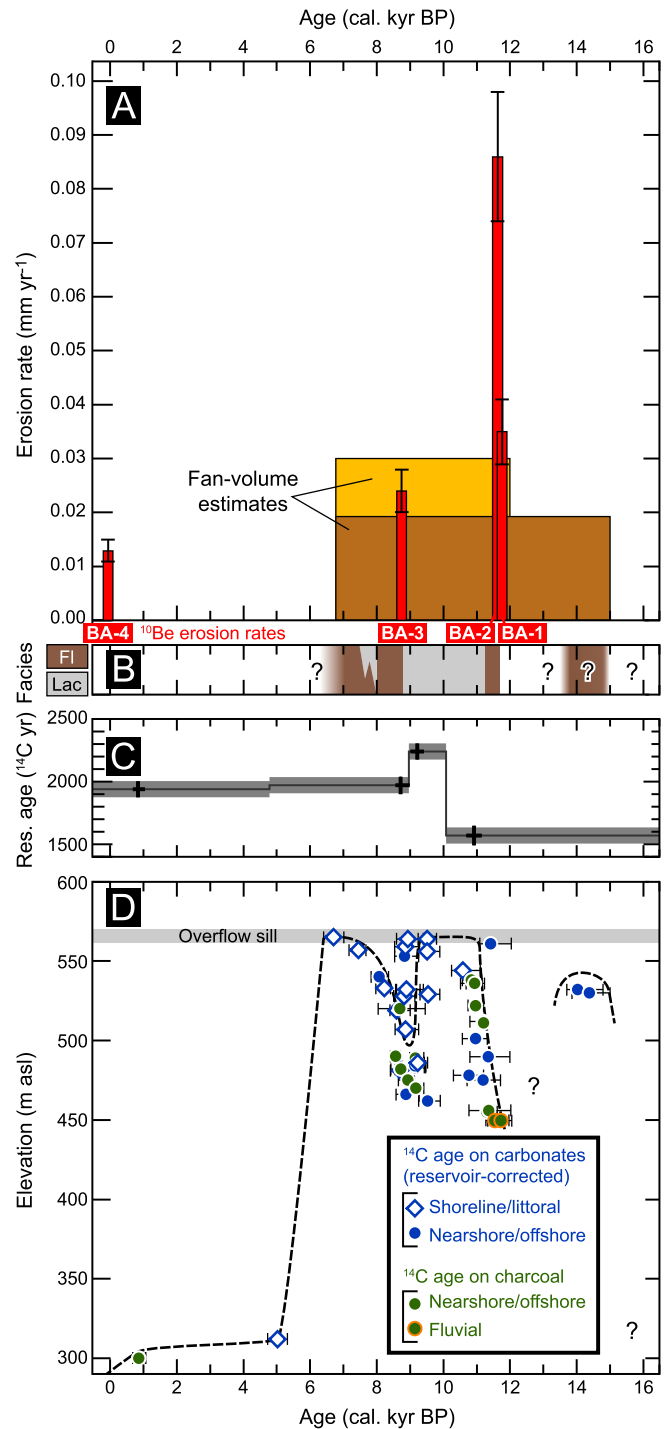 Age (cal. kyr BP)
0 2 4 6 8 10 12 14 16
A
0.10
0.09
0.08
0.07
0.06
0.05
0.04
0.03
0.02
0.01
0.00
Erosion rate (mm yr⁻¹)
Fan-volume
estimates
BA-4 ¹⁰Be erosion rates BA-3 BA-2 BA-1
Facies
Fl
Lac
B
? ? ? ?
C
Res. age (¹⁴C yr)
2500
2000
1500
D
600
550
500
450
400
350
300
Elevation (m asl)
Overflow sill
?
¹⁴C age on carbonates
(reservoir-corrected)
Shoreline/littoral
Nearshore/offshore
¹⁴C age on charcoal
Nearshore/offshore
Fluvial
?
0 2 4 6 8 10 12 14 16
Age (cal. kyr BP)